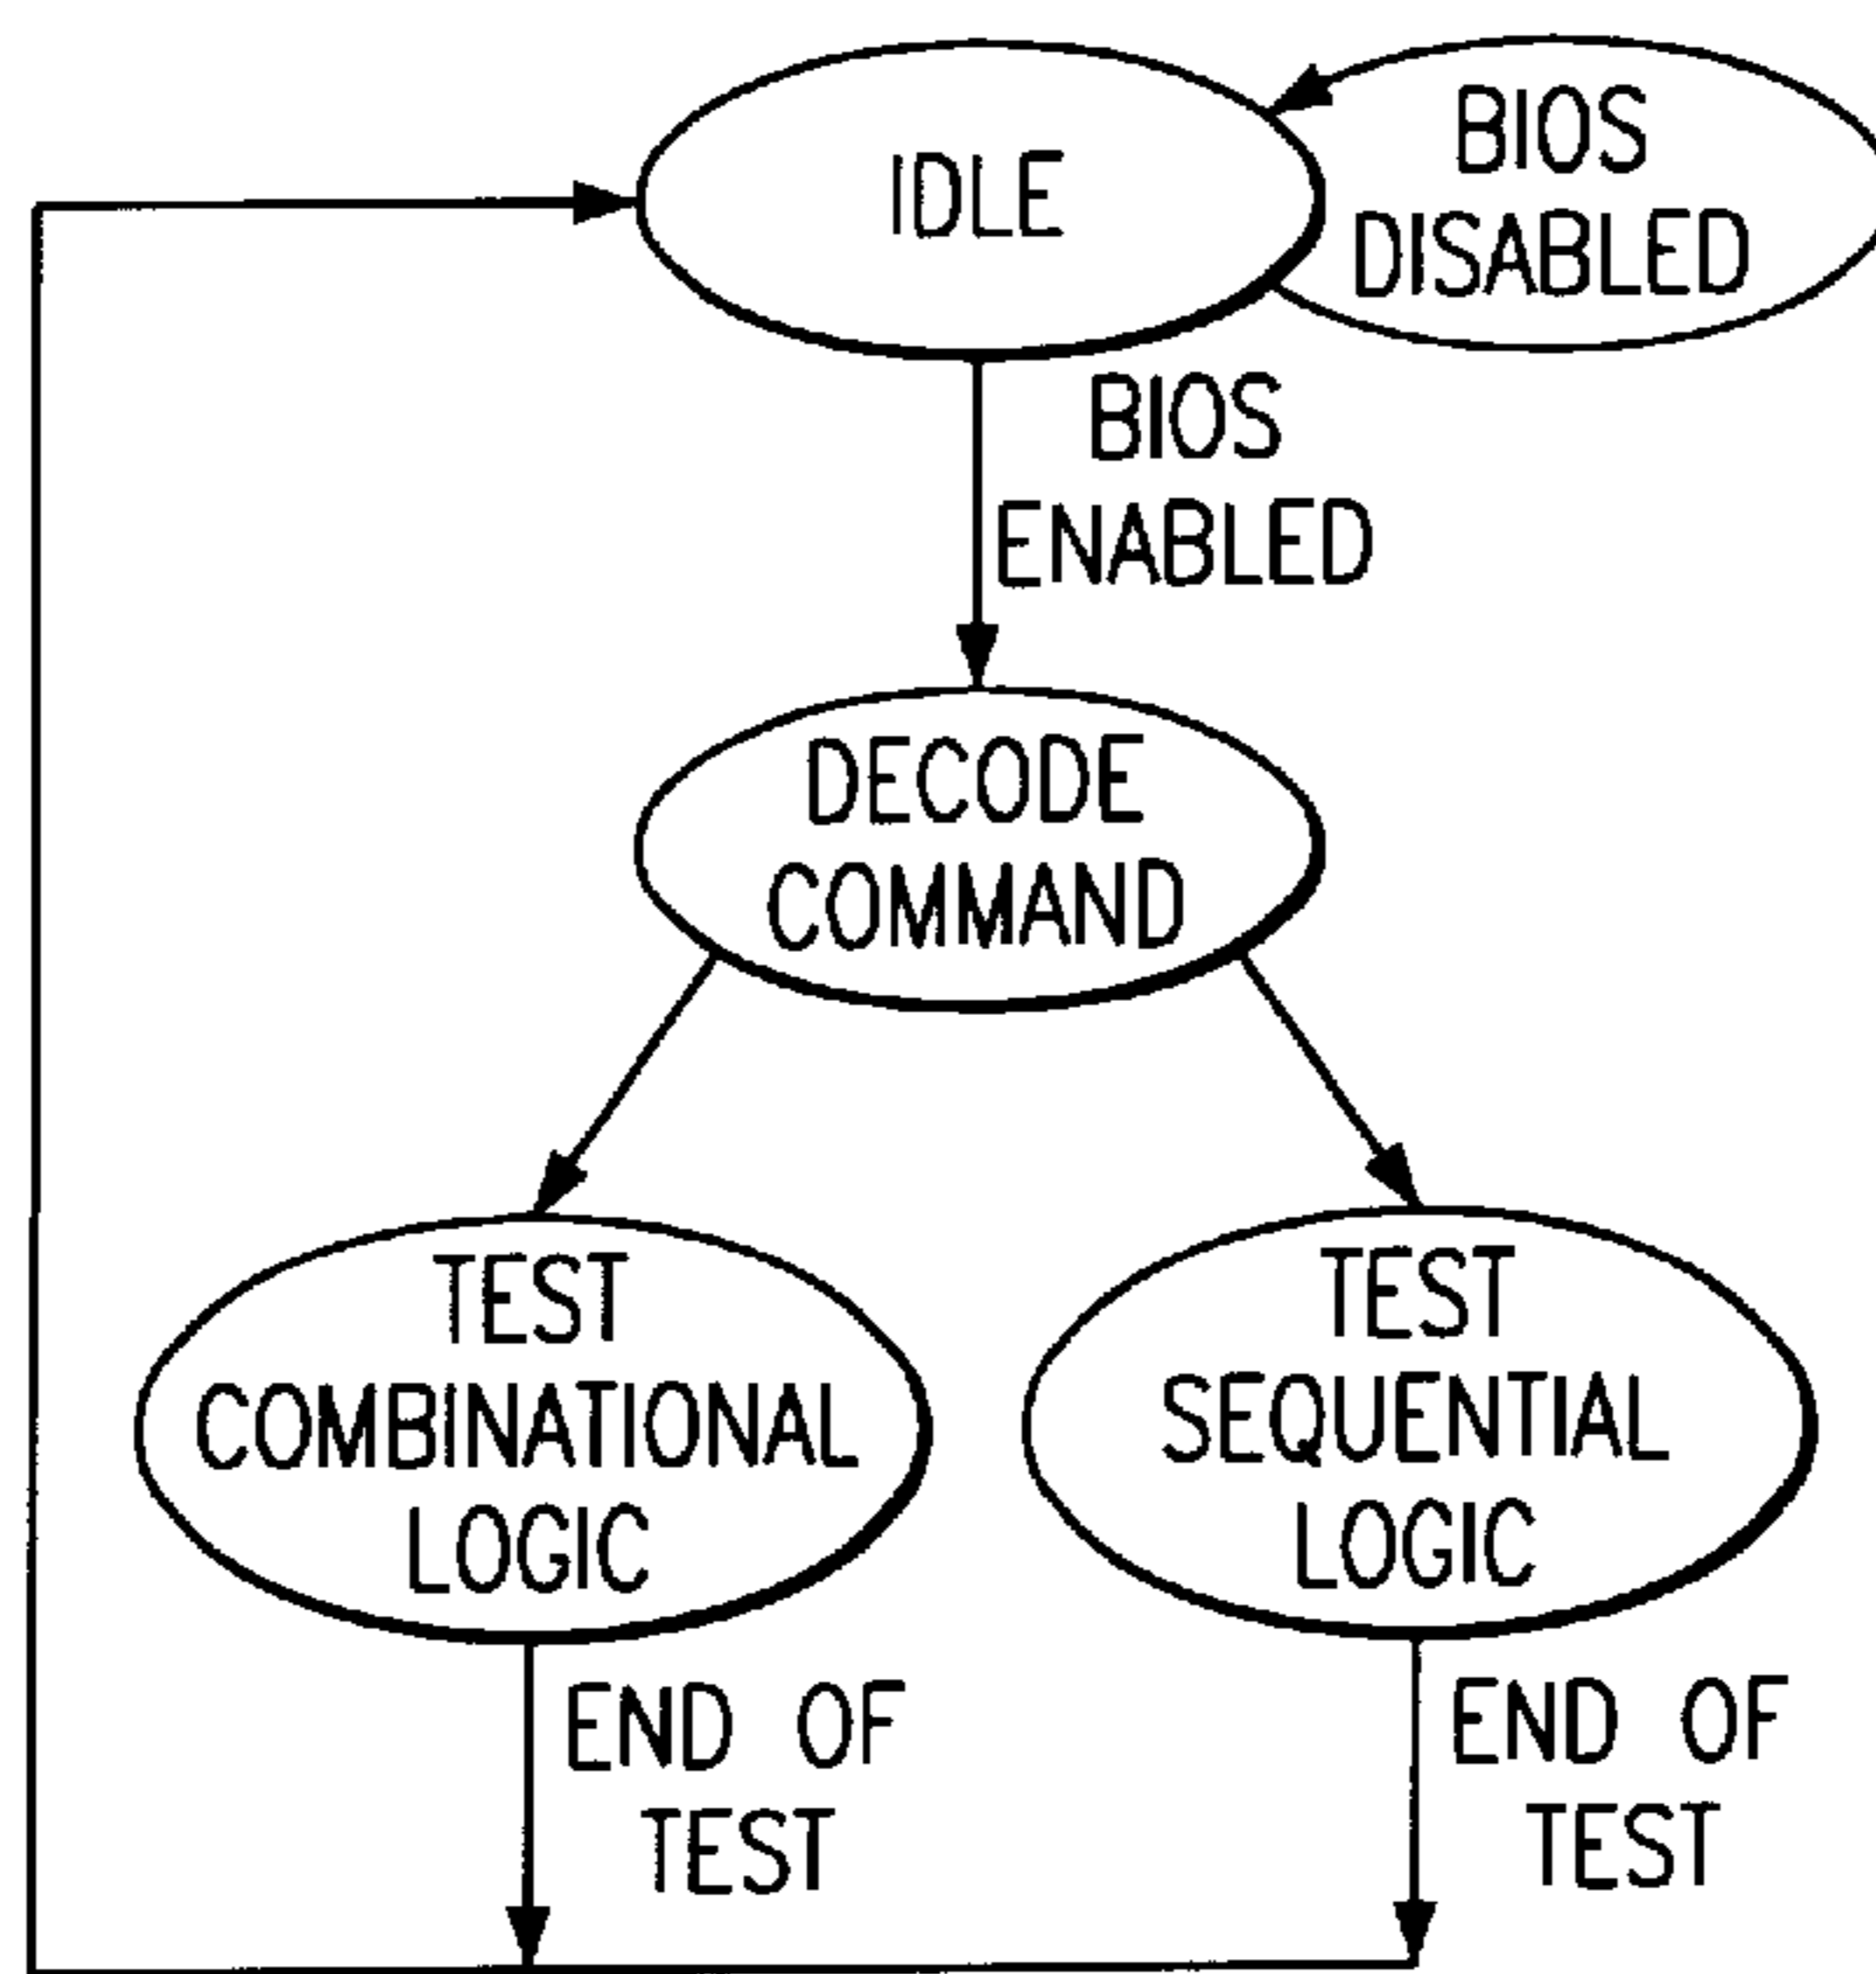 IDLE
BIOS
DISABLED
BIOS
ENABLED
DECODE
COMMAND
TEST
COMBINATIONAL
LOGIC
TEST
SEQUENTIAL
LOGIC
END OF
TEST
END OF
TEST